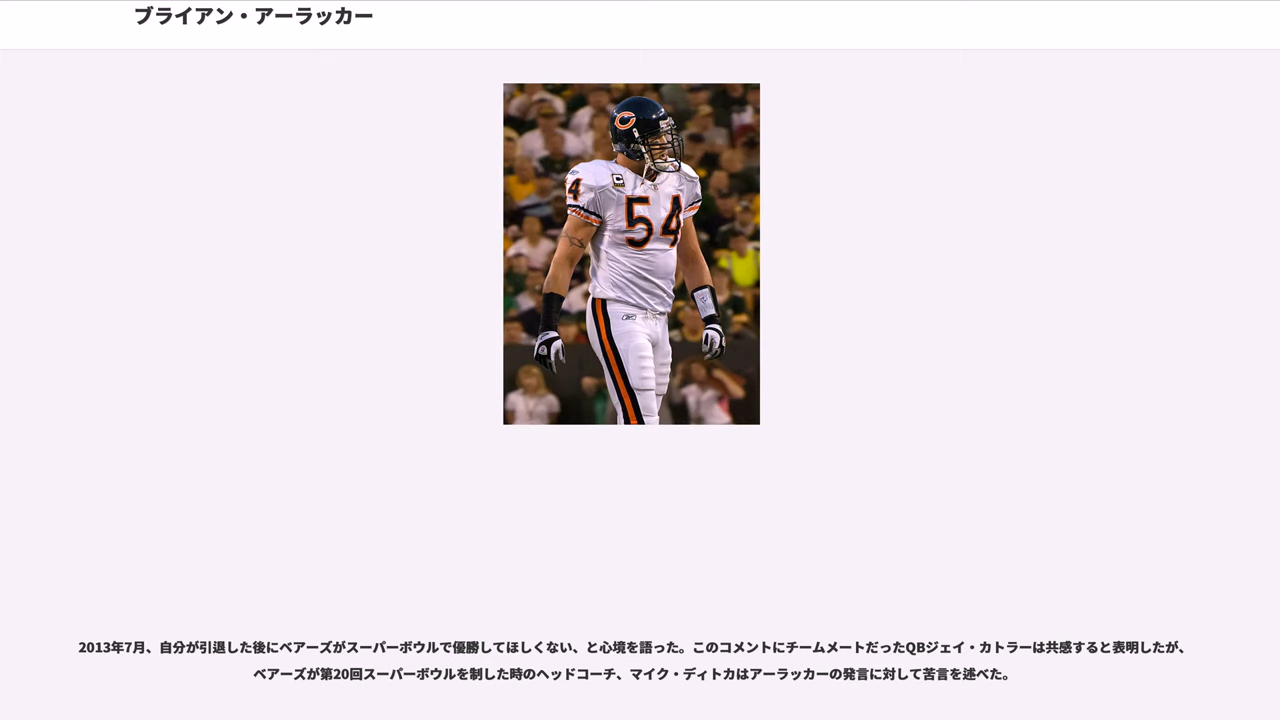 ブライアン・アーラッカー
4
54
2013年7月、自分が引退した後にベアーズがスーパーボウルで優勝してほしくない、と心境を語った。このコメントにチームメートだったQBジェイ・カトラーは共感すると表明したが、
ベアーズが第20回スーパーボウルを制した時のヘッドコーチ、マイク・ディトカはアーラッカーの発言に対して苦言を述べた。